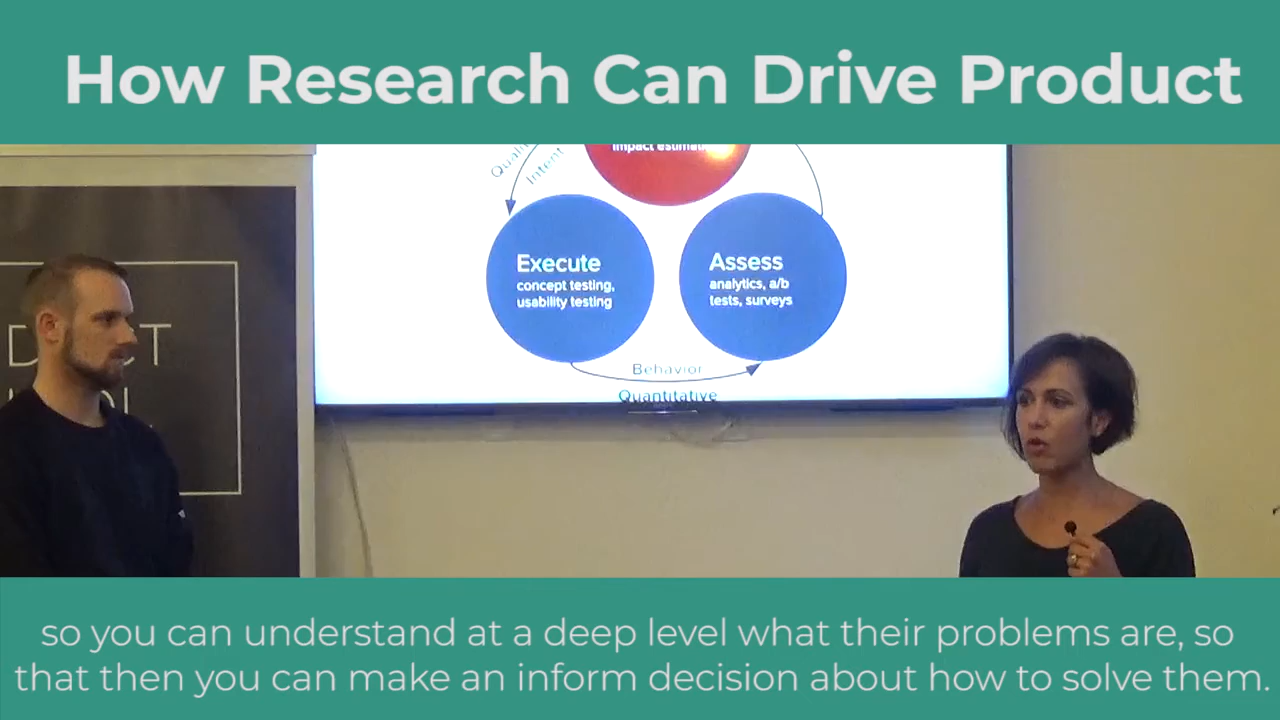 How Research Can Drive Product
impact
Intent
Execute
concept testing,
usability testing
Assess
analytics, a/b
tests, surveys
Behavior
Quantitative
so you can understand at a deep level what their problems are, so
that then you can make an inform decision about how to solve them.